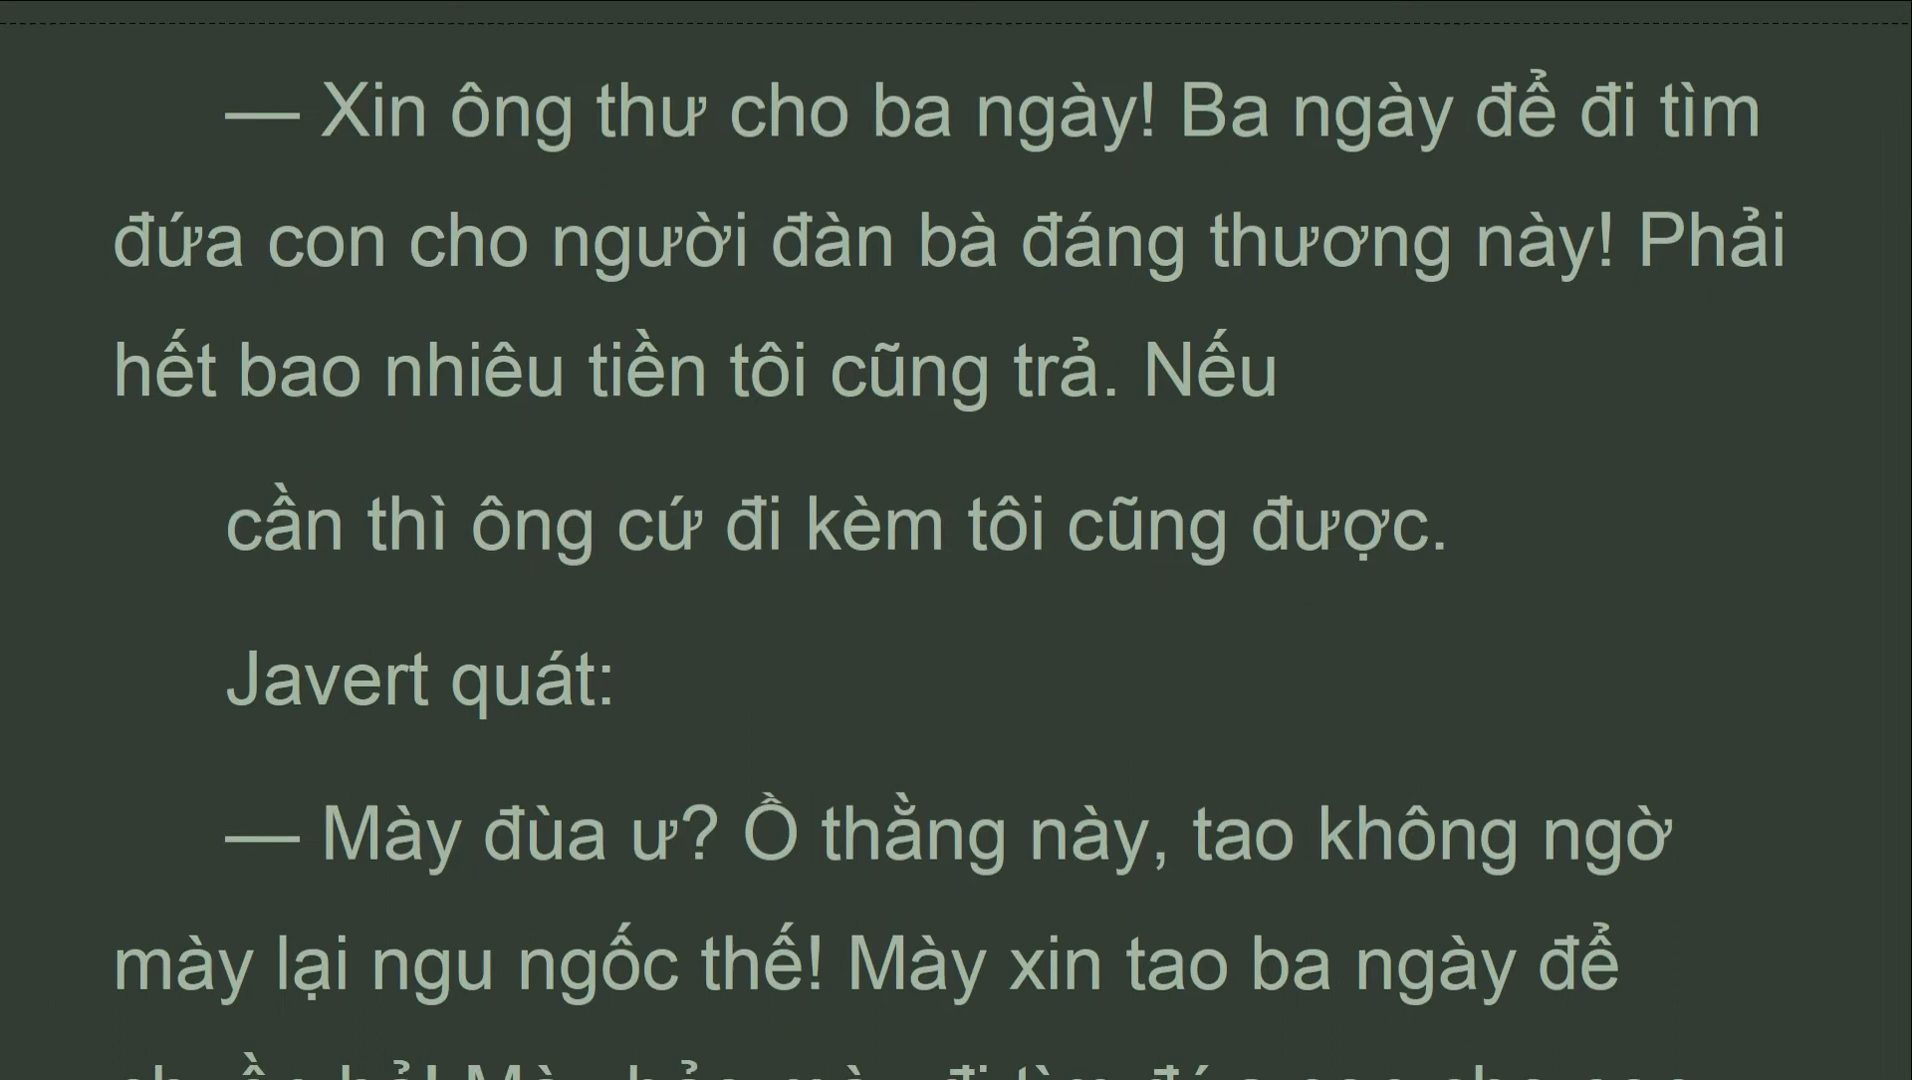 — Xin ông thư cho ba ngày! Ba ngày để đi tìm
đứa con cho người đàn bà đáng thương này! Phải
hết bao nhiêu tiền tôi cũng trả. Nếu
cần thì ông cứ đi kèm tôi cũng được.
Javert quát:
— Mày đùa ư? Ồ thằng này, tao không ngờ
mày lại ngu ngốc thế! Mày xin tao ba ngày để